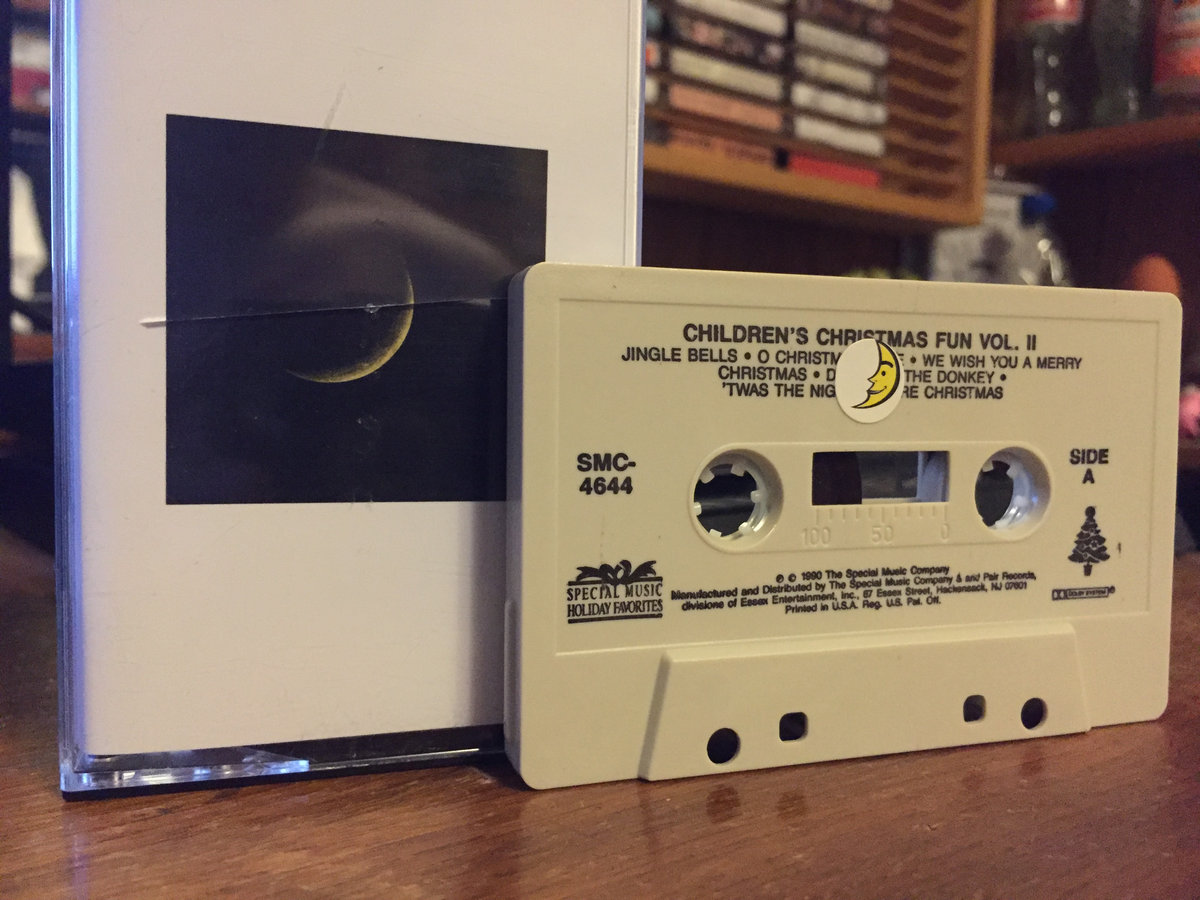 CHILDREN'S CHRISTMAS FUN VOL. II
JINGLE BELLS • O CHRISTM E • WE WISH YOU A MERRY
CHRISTMAS • D THE DONKEY •
'TWAS THE NIG RE CHRISTMAS
SMC-
4644
SIDE
A
100 50 0
SPECIAL MUSIC
HOLIDAY FAVORITES
℗ © 1990 The Special Music Company
Manufactured and Distributed by The Special Music Company & and Pair Records,
divisions of Essex Entertainment, Inc., 87 Essex Street, Hackensack, NJ 07601
Printed in U.S.A. Reg. U.S. Pat. Off.
DOLBY SYSTEM